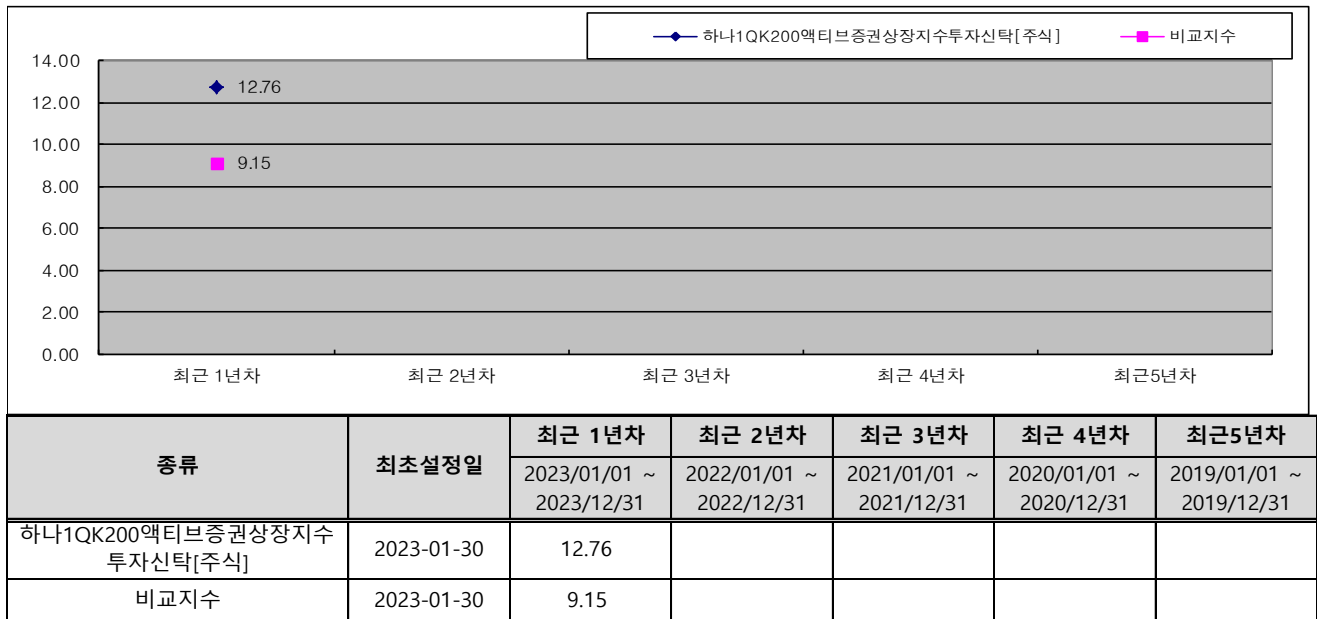 하나1QK200액티브증권상장지수투자신탁[주식] 비교지수
14.00
12.00
10.00
8.00
6.00
4.00
2.00
0.00
12.76
9.15
최근 1년차 최근 2년차 최근 3년차 최근 4년차 최근5년차
종류 최초설정일 최근 1년차 최근 2년차 최근 3년차 최근 4년차 최근5년차
2023/01/01 ~ 2022/01/01 ~ 2021/01/01 ~ 2020/01/01 ~ 2019/01/01 ~
2023/12/31 2022/12/31 2021/12/31 2020/12/31 2019/12/31
하나1QK200액티브증권상장지수
투자신탁[주식] 2023-01-30 12.76
비교지수 2023-01-30 9.15